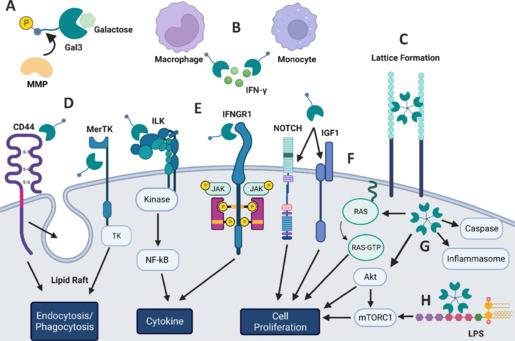 A
P
Galactose
Gal3
MMP
B
Macrophage
Monocyte
IFN-γ
C
Lattice Formation
D
CD44
S-S
S-S
S-S
MerTK
TK
ILK
Kinase
NF-kB
E
IFNGR1
P
JAK
JAK
P
P
P
P
P
NOTCH
IGF1
F
RAS
RAS-GTP
Akt
mTORC1
G
Caspase
Inflammasome
H
LPS
Lipid Raft
Endocytosis/
Phagocytosis
Cytokine
Cell
Proliferation